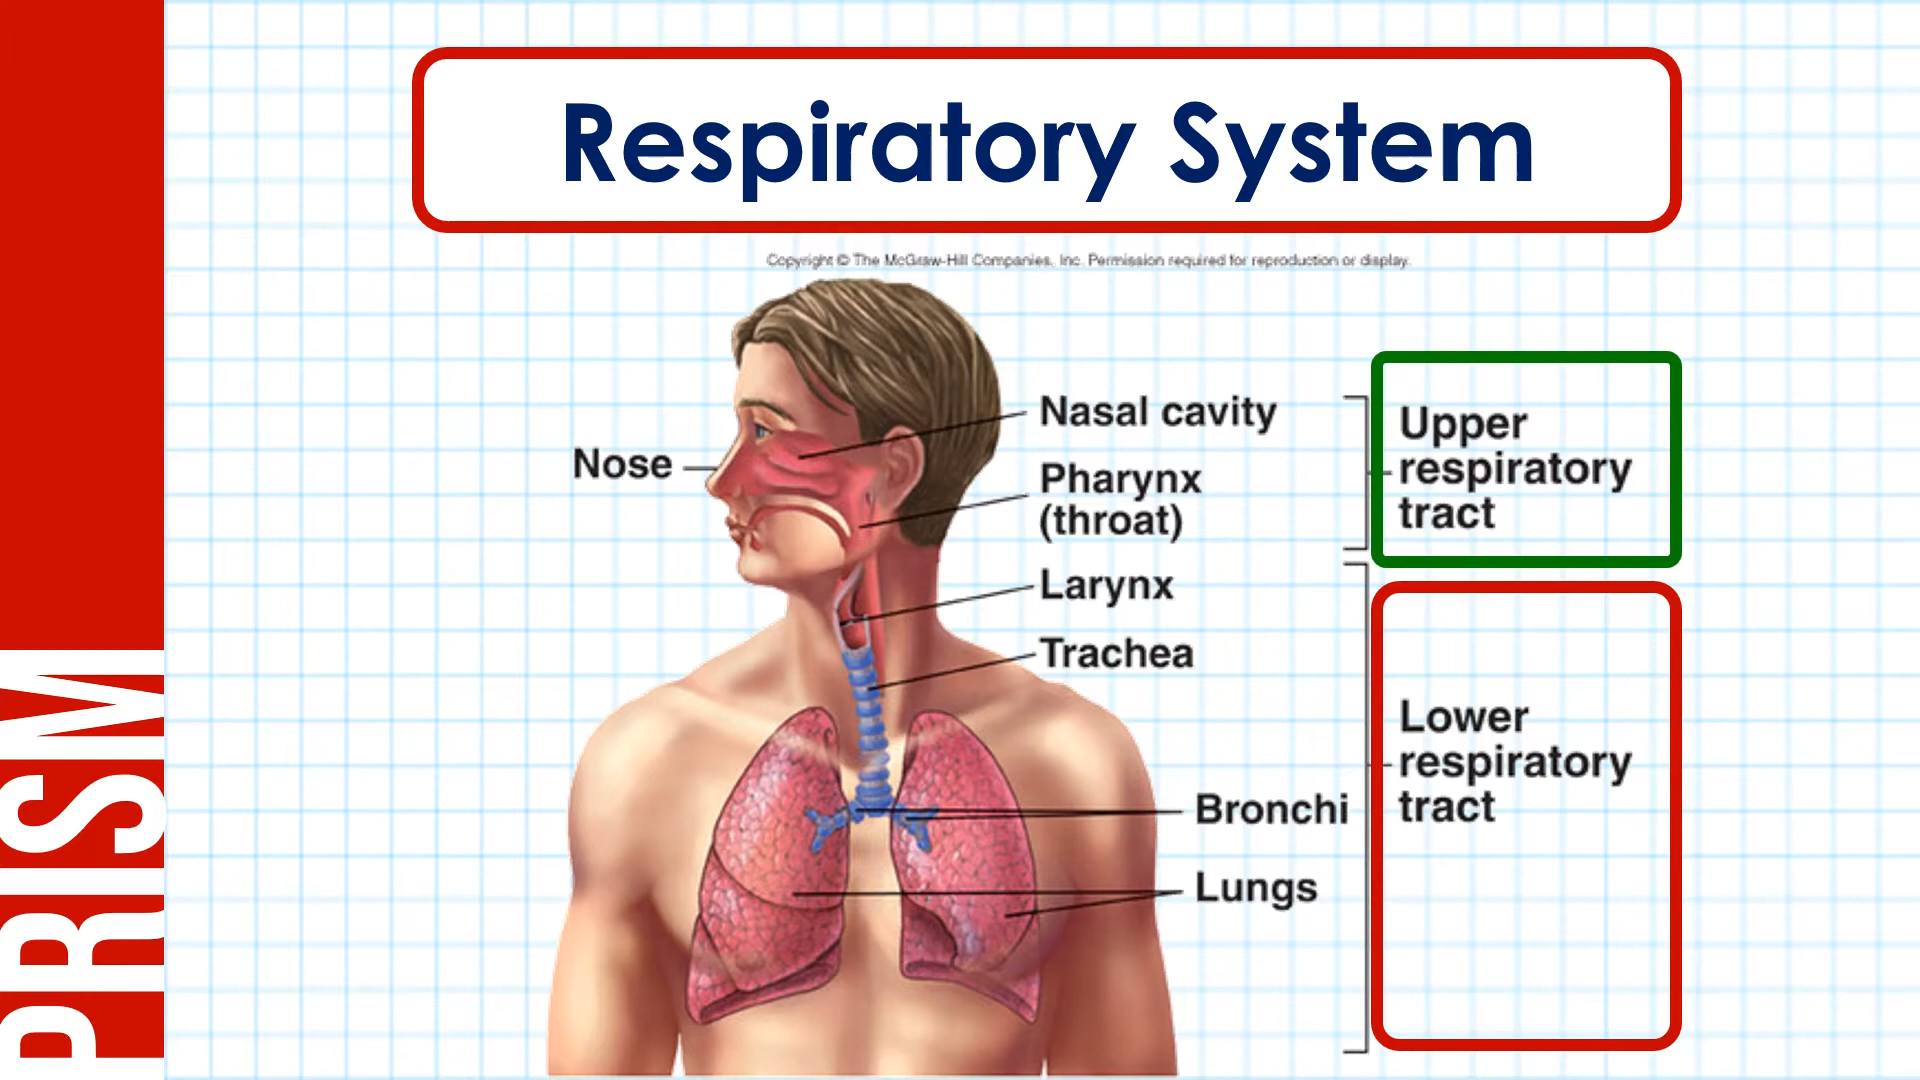 Respiratory System
Copyright © The McGraw-Hill Companies, Inc. Permission required for reproduction or display.
Nasal cavity
Nose
Pharynx
(throat)
Larynx
Trachea
Bronchi
Lungs
Upper
respiratory
tract
Lower
respiratory
tract
PRISM